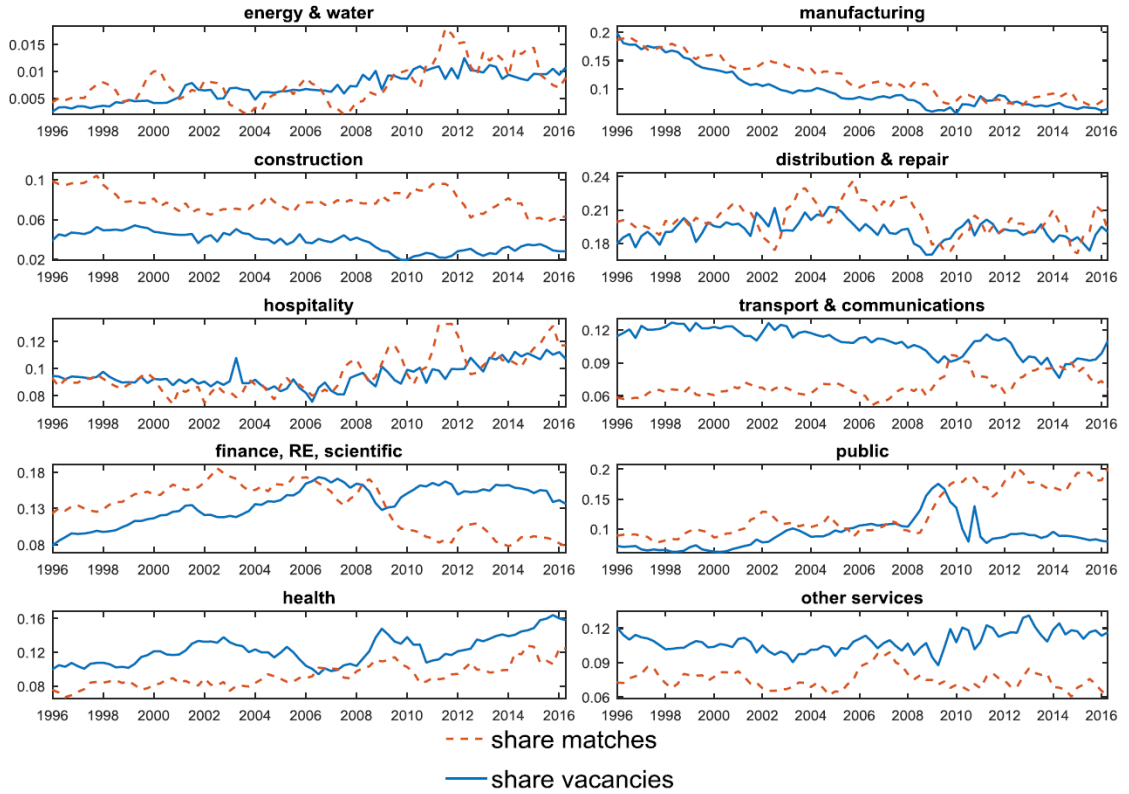 energy & water
0.015
0.01
0.005
1996 1998 2000 2002 2004 2006 2008 2010 2012 2014 2016
manufacturing
0.2
0.15
0.1
1996 1998 2000 2002 2004 2006 2008 2010 2012 2014 2016
construction
0.1
0.06
0.02
1996 1998 2000 2002 2004 2006 2008 2010 2012 2014 2016
distribution & repair
0.24
0.21
0.18
1996 1998 2000 2002 2004 2006 2008 2010 2012 2014 2016
hospitality
0.12
0.1
0.08
1996 1998 2000 2002 2004 2006 2008 2010 2012 2014 2016
transport & communications
0.12
0.09
0.06
1996 1998 2000 2002 2004 2006 2008 2010 2012 2014 2016
finance, RE, scientific
0.18
0.13
0.08
1996 1998 2000 2002 2004 2006 2008 2010 2012 2014 2016
public
0.2
0.15
0.1
1996 1998 2000 2002 2004 2006 2008 2010 2012 2014 2016
health
0.16
0.12
0.08
1996 1998 2000 2002 2004 2006 2008 2010 2012 2014 2016
other services
0.12
0.09
0.06
1996 1998 2000 2002 2004 2006 2008 2010 2012 2014 2016
share matches
share vacancies